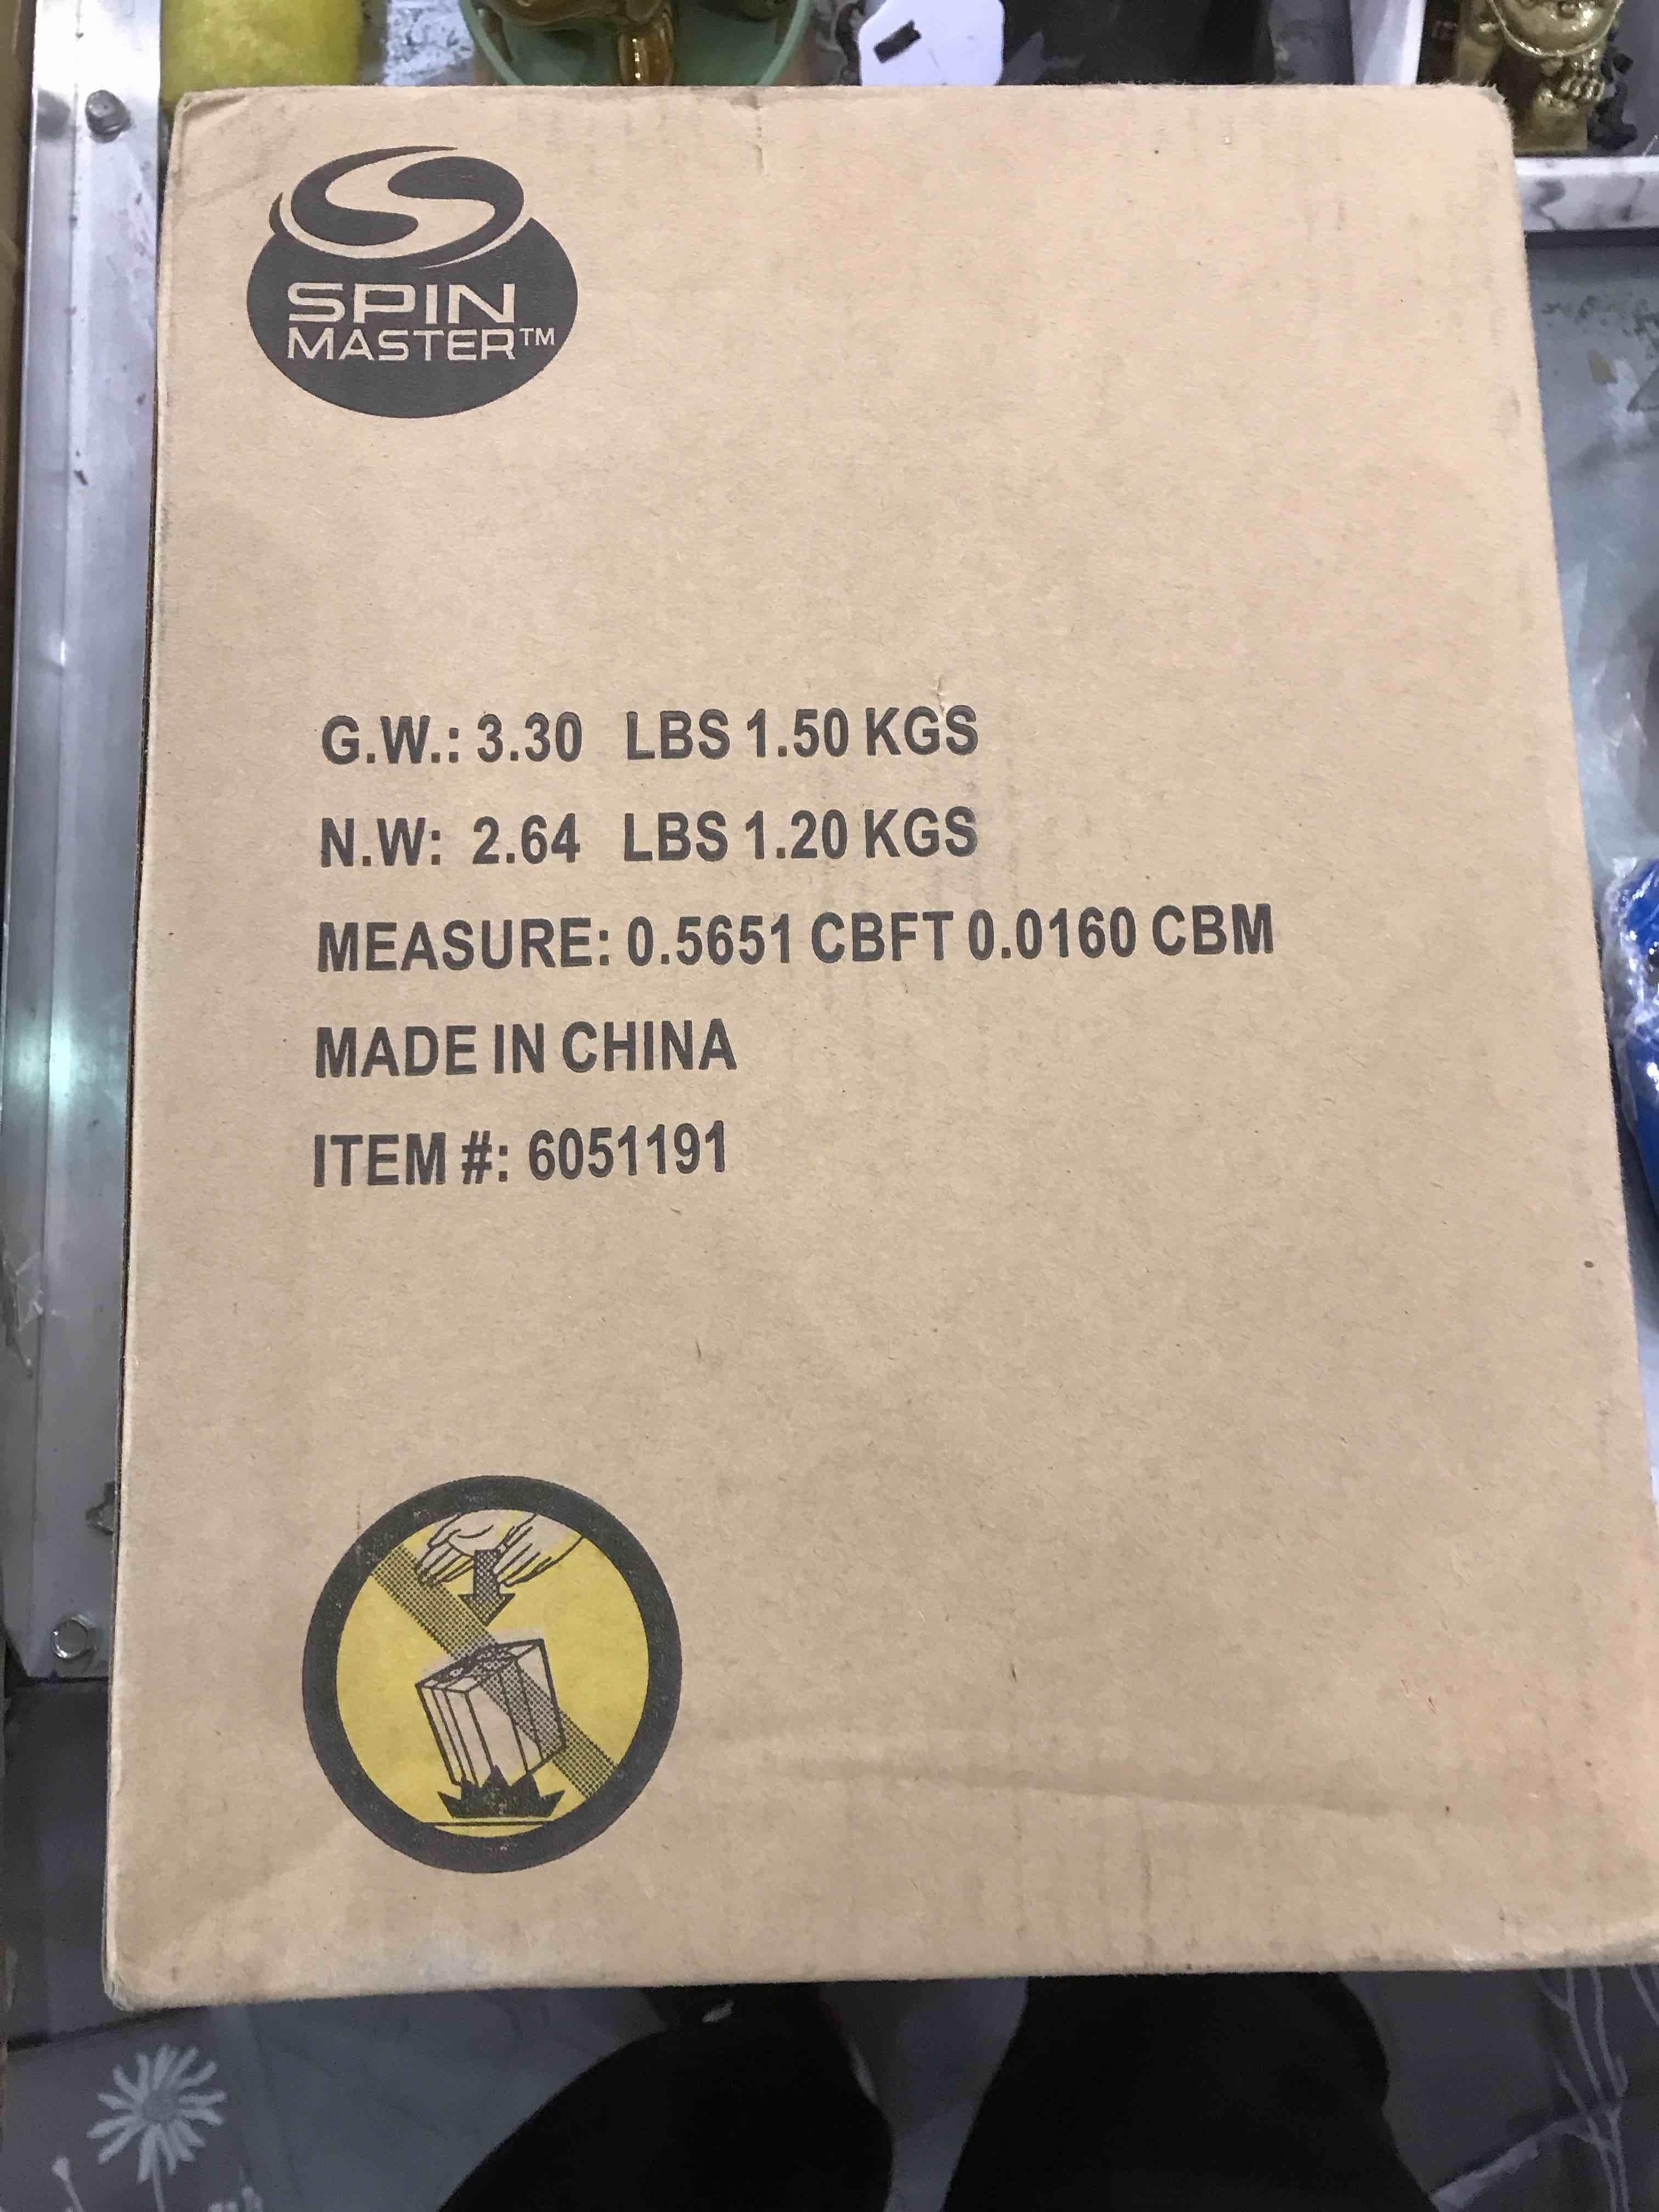 SPIN
MASTER™
G.W.: 3.30 LBS 1.50 KGS
N.W: 2.64 LBS 1.20 KGS
MEASURE: 0.5651 CBFT 0.0160 CBM
MADE IN CHINA
ITEM #: 6051191